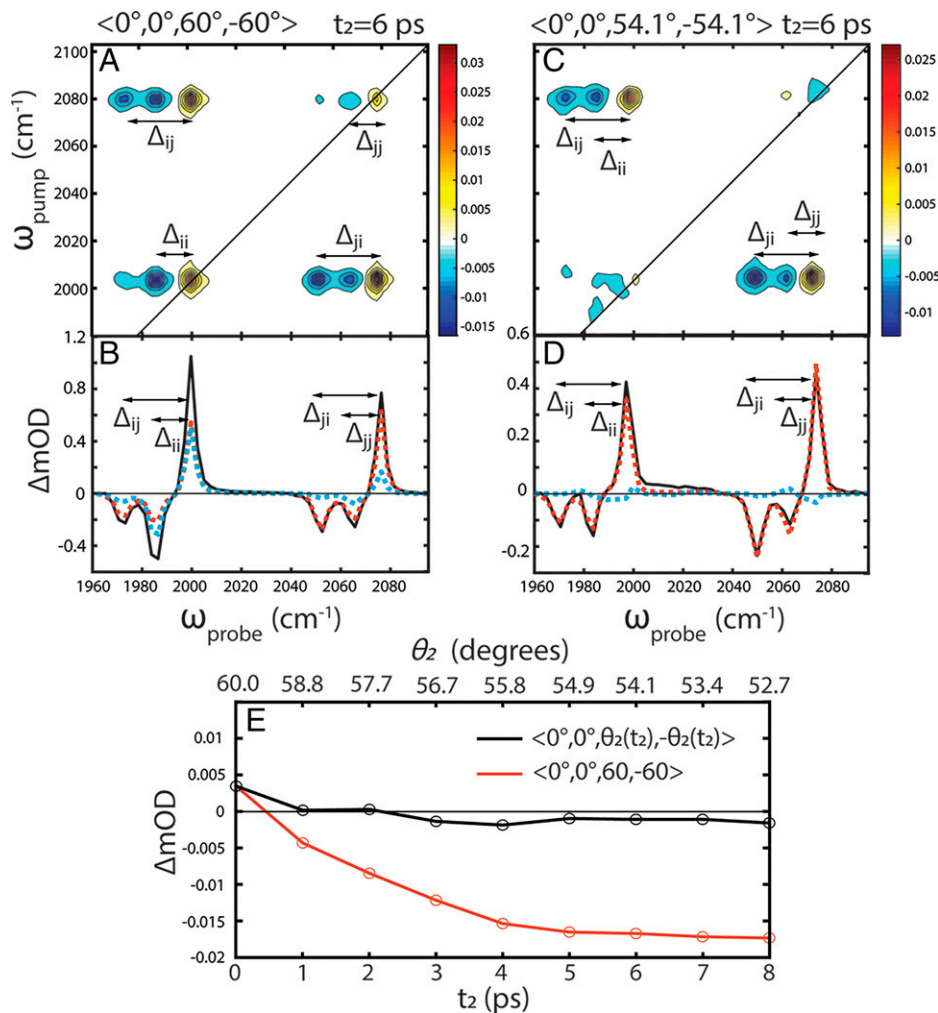 <0°,0°,60°,-60°> t₂=6 ps
<0°,0°,54.1°,-54.1°> t₂=6 ps
A
2100
2080
2060
2040
2020
2000
ω_pump (cm⁻¹)
Δij
Δjj
Δii
Δji
0.03
0.025
0.02
0.015
0.01
0.005
0
-0.005
-0.01
-0.015
C
Δij
Δii
Δjj
Δji
0.025
0.02
0.015
0.01
0.005
0
-0.005
-0.01
B
1.2
0.8
0.4
0
-0.4
ΔmOD
Δij
Δii
Δji
Δjj
1960 1980 2000 2020 2040 2060 2080
ω_probe (cm⁻¹)
D
0.6
0.4
0.2
0
-0.2
Δij
Δii
Δji
Δjj
1960 1980 2000 2020 2040 2060 2080
ω_probe (cm⁻¹)
θ₂ (degrees)
60.0 58.8 57.7 56.7 55.8 54.9 54.1 53.4 52.7
E
<0°,0°,θ₂(t₂),-θ₂(t₂)>
<0°,0°,60,-60>
0.01
0.005
0
-0.005
-0.01
-0.015
-0.02
ΔmOD
0 1 2 3 4 5 6 7 8
t₂ (ps)